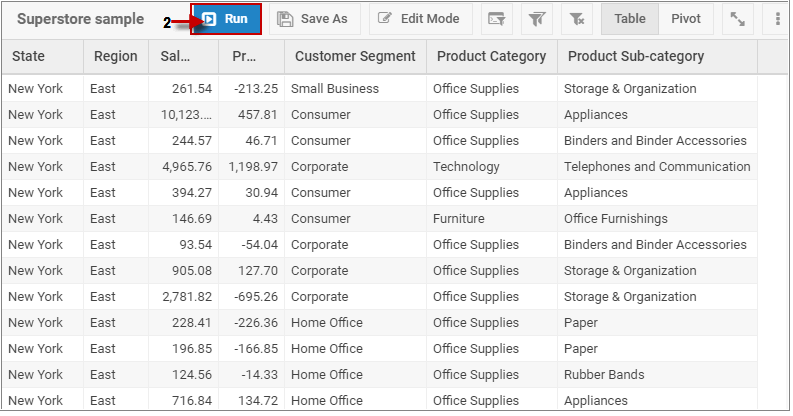 Superstore sample 2 Run Save As Edit Mode Table Pivot
State Region Sal... Pr... Customer Segment Product Category Product Sub-category
New York East 261.54 -213.25 Small Business Office Supplies Storage & Organization
New York East 10,123.... 457.81 Consumer Office Supplies Appliances
New York East 244.57 46.71 Consumer Office Supplies Binders and Binder Accessories
New York East 4,965.76 1,198.97 Corporate Technology Telephones and Communication
New York East 394.27 30.94 Consumer Office Supplies Appliances
New York East 146.69 4.43 Consumer Furniture Office Furnishings
New York East 93.54 -54.04 Corporate Office Supplies Binders and Binder Accessories
New York East 905.08 127.70 Corporate Office Supplies Storage & Organization
New York East 2,781.82 -695.26 Corporate Office Supplies Storage & Organization
New York East 228.41 -226.36 Home Office Office Supplies Paper
New York East 196.85 -166.85 Home Office Office Supplies Paper
New York East 124.56 -14.33 Home Office Office Supplies Rubber Bands
New York East 716.84 134.72 Home Office Office Supplies Appliances